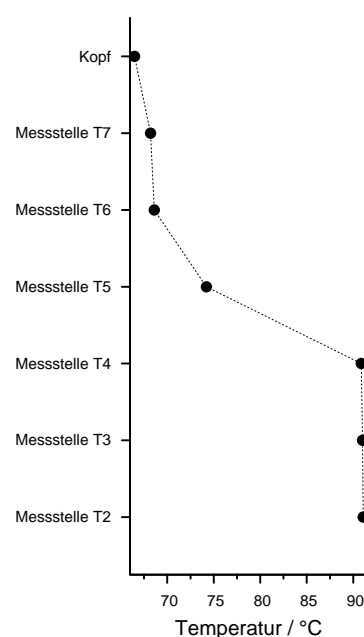 Kopf
Messstelle T7
Messstelle T6
Messstelle T5
Messstelle T4
Messstelle T3
Messstelle T2
70 75 80 85 90
Temperatur / °C